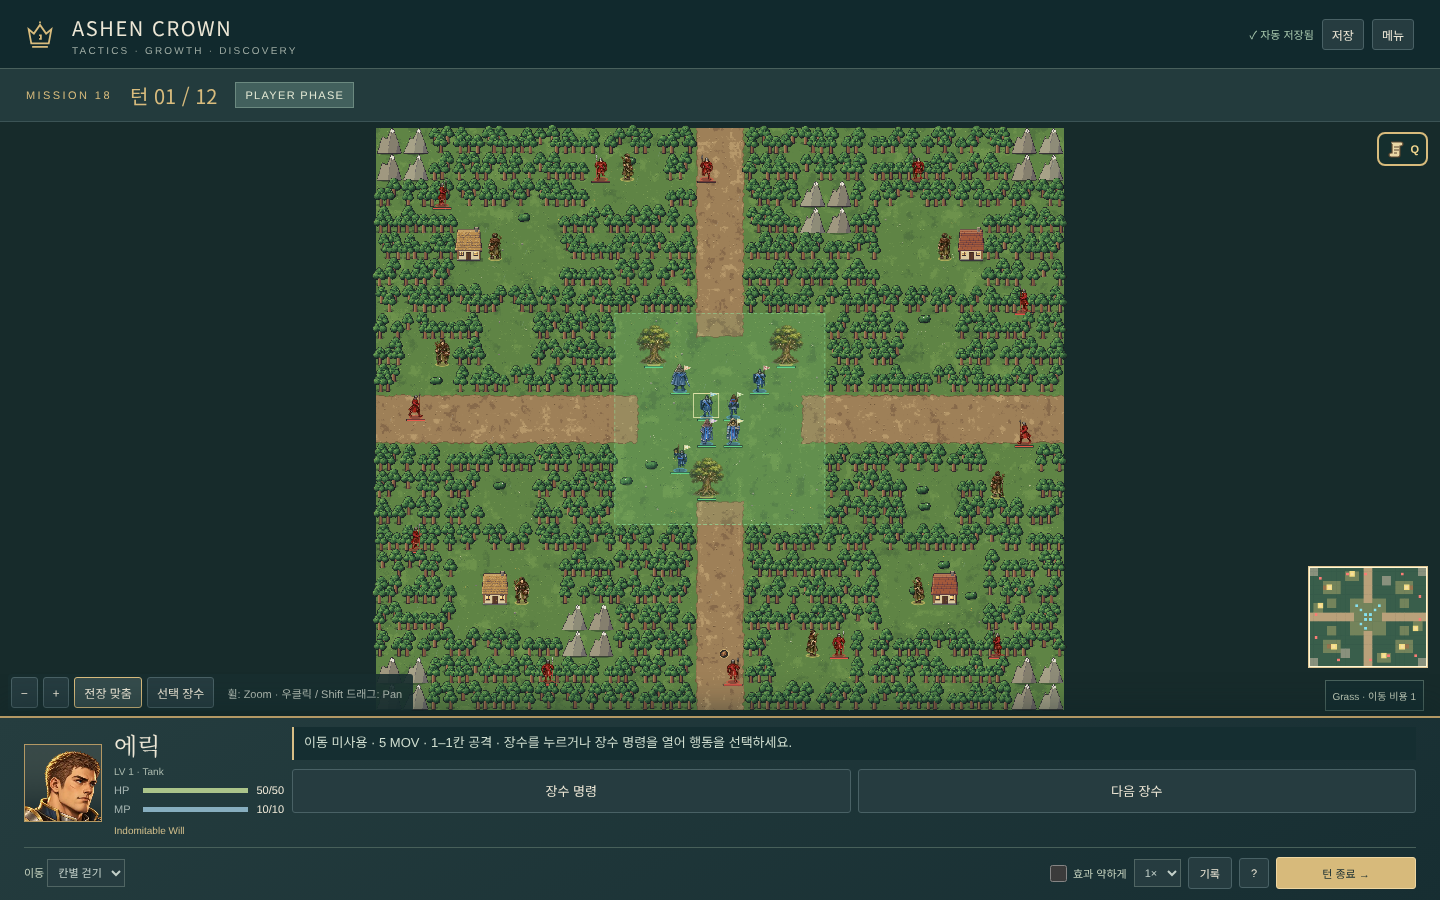 ASHEN CROWN
TACTICS · GROWTH · DISCOVERY
✓ 자동 저장됨
저장
메뉴
MISSION 18
턴 01 / 12
PLAYER PHASE
Q
−
+
전장 맞춤
선택 장수
휠: Zoom · 우클릭 / Shift 드래그: Pan
Grass · 이동 비용 1
에릭
LV 1 · Tank
HP 50/50
MP 10/10
Indomitable Will
이동 미사용 · 5 MOV · 1–1칸 공격 · 장수를 누르거나 장수 명령을 열어 행동을 선택하세요.
장수 명령
다음 장수
이동
칸별 걷기
효과 약하게
1×
기록
?
턴 종료 →